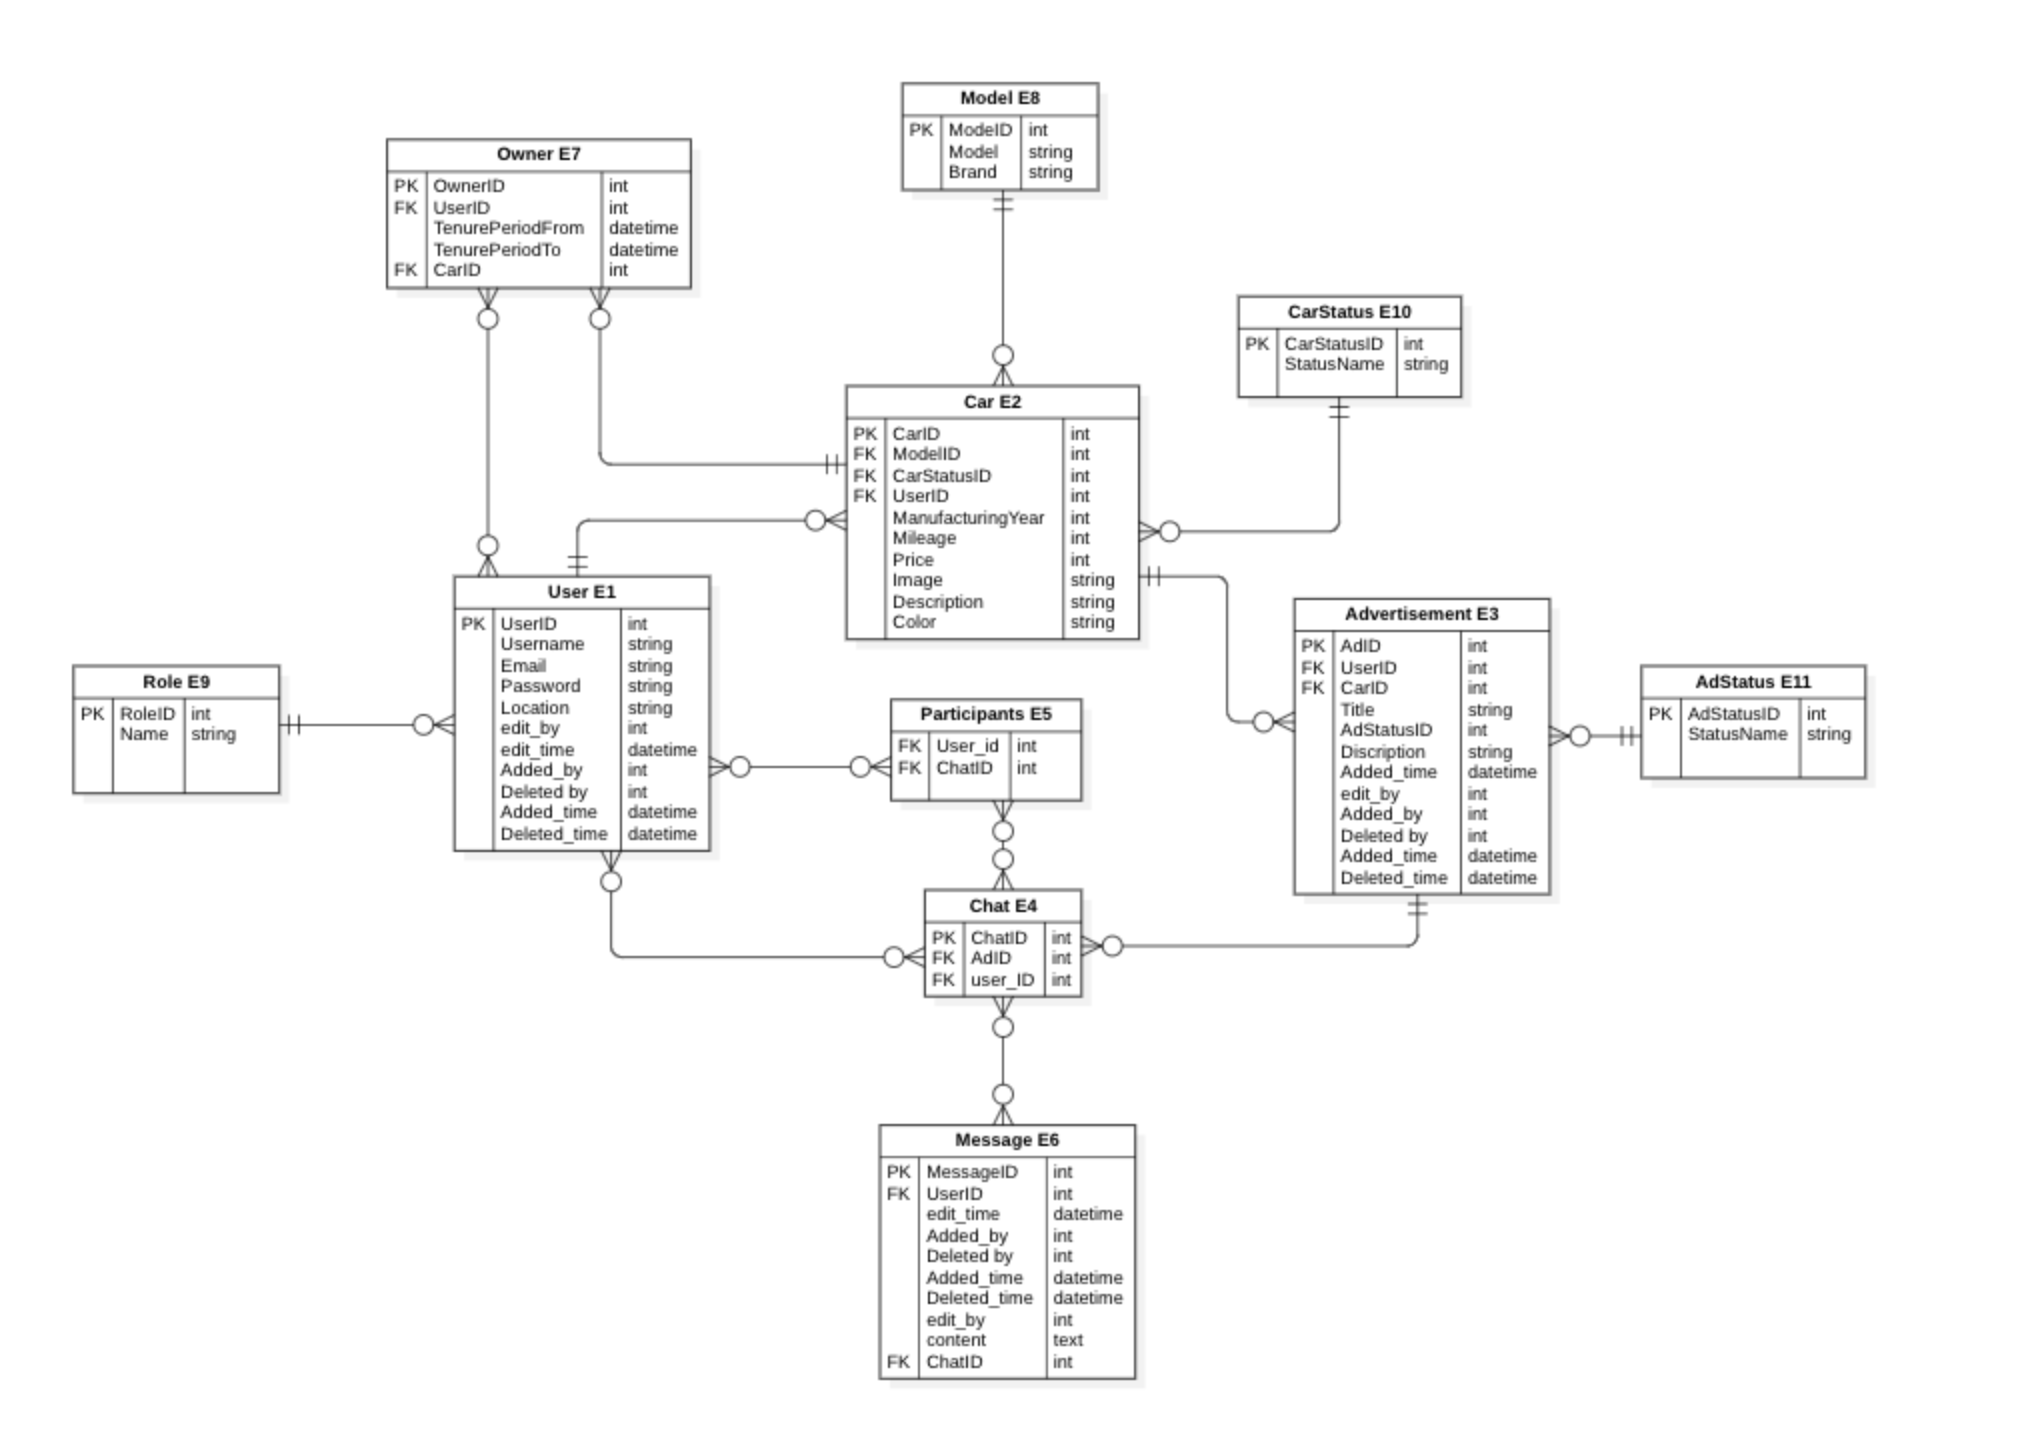 Model E8
PK ModeID int
Model string
Brand string
Owner E7
PK OwnerID int
FK UserID int
TenurePeriodFrom datetime
TenurePeriodTo datetime
FK CarID int
CarStatus E10
PK CarStatusID int
StatusName string
Car E2
PK CarID int
FK ModelID int
FK CarStatusID int
FK UserID int
ManufacturingYear int
Mileage int
Price int
Image string
Description string
Color string
User E1
PK UserID int
Username string
Email string
Password string
Location string
edit_by int
edit_time datetime
Added_by int
Deleted by int
Added_time datetime
Deleted_time datetime
Advertisement E3
PK AdID int
FK UserID int
FK CarID int
Title string
AdStatusID int
Discription string
Added_time datetime
edit_by int
Added_by int
Deleted by int
Added_time datetime
Deleted_time datetime
Role E9
PK RoleID int
Name string
AdStatus E11
PK AdStatusID int
StatusName string
Participants E5
FK User_id int
FK ChatID int
Chat E4
PK ChatID int
FK AdID int
FK user_ID int
Message E6
PK MessageID int
FK UserID int
edit_time datetime
Added_by int
Deleted by int
Added_time datetime
Deleted_time datetime
edit_by int
content text
FK ChatID int